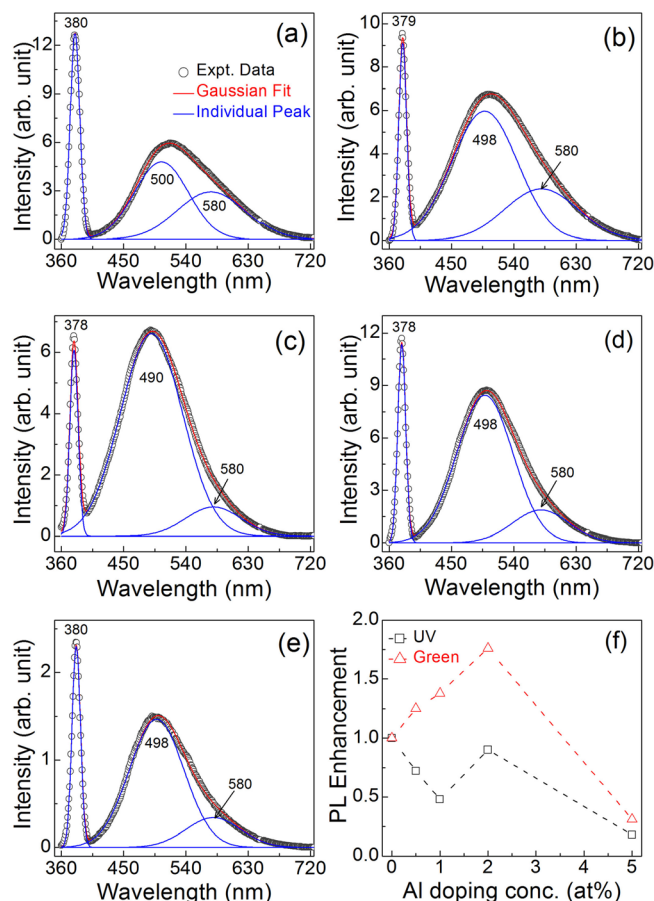 380
(a)
Expt. Data
Gaussian Fit
Individual Peak
500
580
12
9
6
3
0
360 450 540 630 720
Intensity (arb. unit)
Wavelength (nm)
379
(b)
498
580
10
8
6
4
2
0
360 450 540 630 720
Intensity (arb. unit)
Wavelength (nm)
378
(c)
490
580
6
4
2
0
360 450 540 630 720
Intensity (arb. unit)
Wavelength (nm)
378
(d)
498
580
12
9
6
3
0
360 450 540 630 720
Intensity (arb. unit)
Wavelength (nm)
380
(e)
498
580
2
1
0
360 450 540 630 720
Intensity (arb. unit)
Wavelength (nm)
(f)
UV
Green
2.0
1.5
1.0
0.5
0.0
0 1 2 3 4 5
PL Enhancement
Al doping conc. (at%)